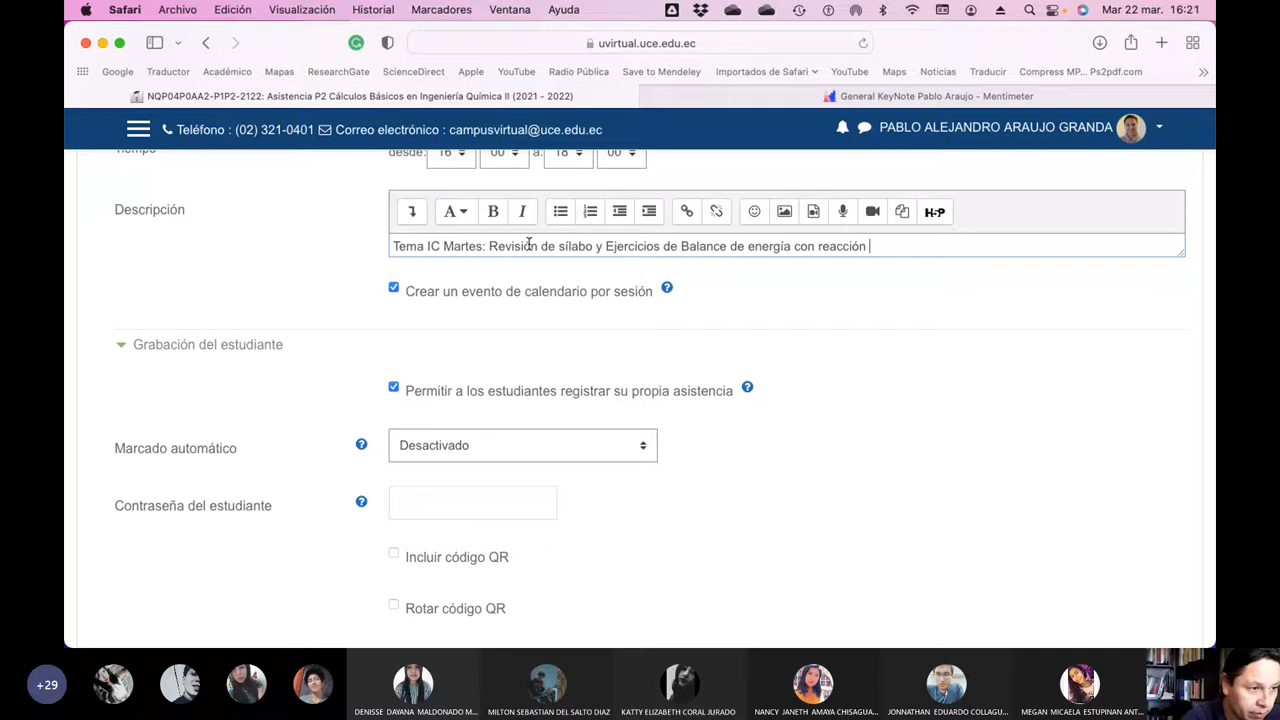 Safari Archivo Edición Visualización Historial Marcadores Ventana Ayuda Mar 22 mar. 16:21
uvirtual.uce.edu.ec
Google Traductor Académico Mapas ResearchGate ScienceDirect Apple YouTube Radio Pública Save to Mendeley Importados de Safari YouTube Maps Noticias Traducir Compress MP... Ps2pdf.com
NQP04P0AA2-P1P2-2122: Asistencia P2 Cálculos Básicos en Ingeniería Química II (2021 - 2022) General KeyNote Pablo Araujo - Mentimeter
Teléfono : (02) 321-0401 Correo electrónico : campusvirtual@uce.edu.ec PABLO ALEJANDRO ARAUJO GRANDA
Tiempo desde: 16 00 a: 18 00
Descripción
Tema IC Martes: Revisión de sílabo y Ejercicios de Balance de energía con reacción
Crear un evento de calendario por sesión
Grabación del estudiante
Permitir a los estudiantes registrar su propia asistencia
Marcado automático Desactivado
Contraseña del estudiante
Incluir código QR
Rotar código QR
+29
DENISSE DAYANA MALDONADO M... MILTON SEBASTIAN DEL SALTO DIAZ KATTY ELIZABETH CORAL JURADO NANCY JANETH AMAYA CHISAGUA... JONNATHAN EDUARDO COLLAGU... MEGAN MICAELA ESTUPINAN ANT...